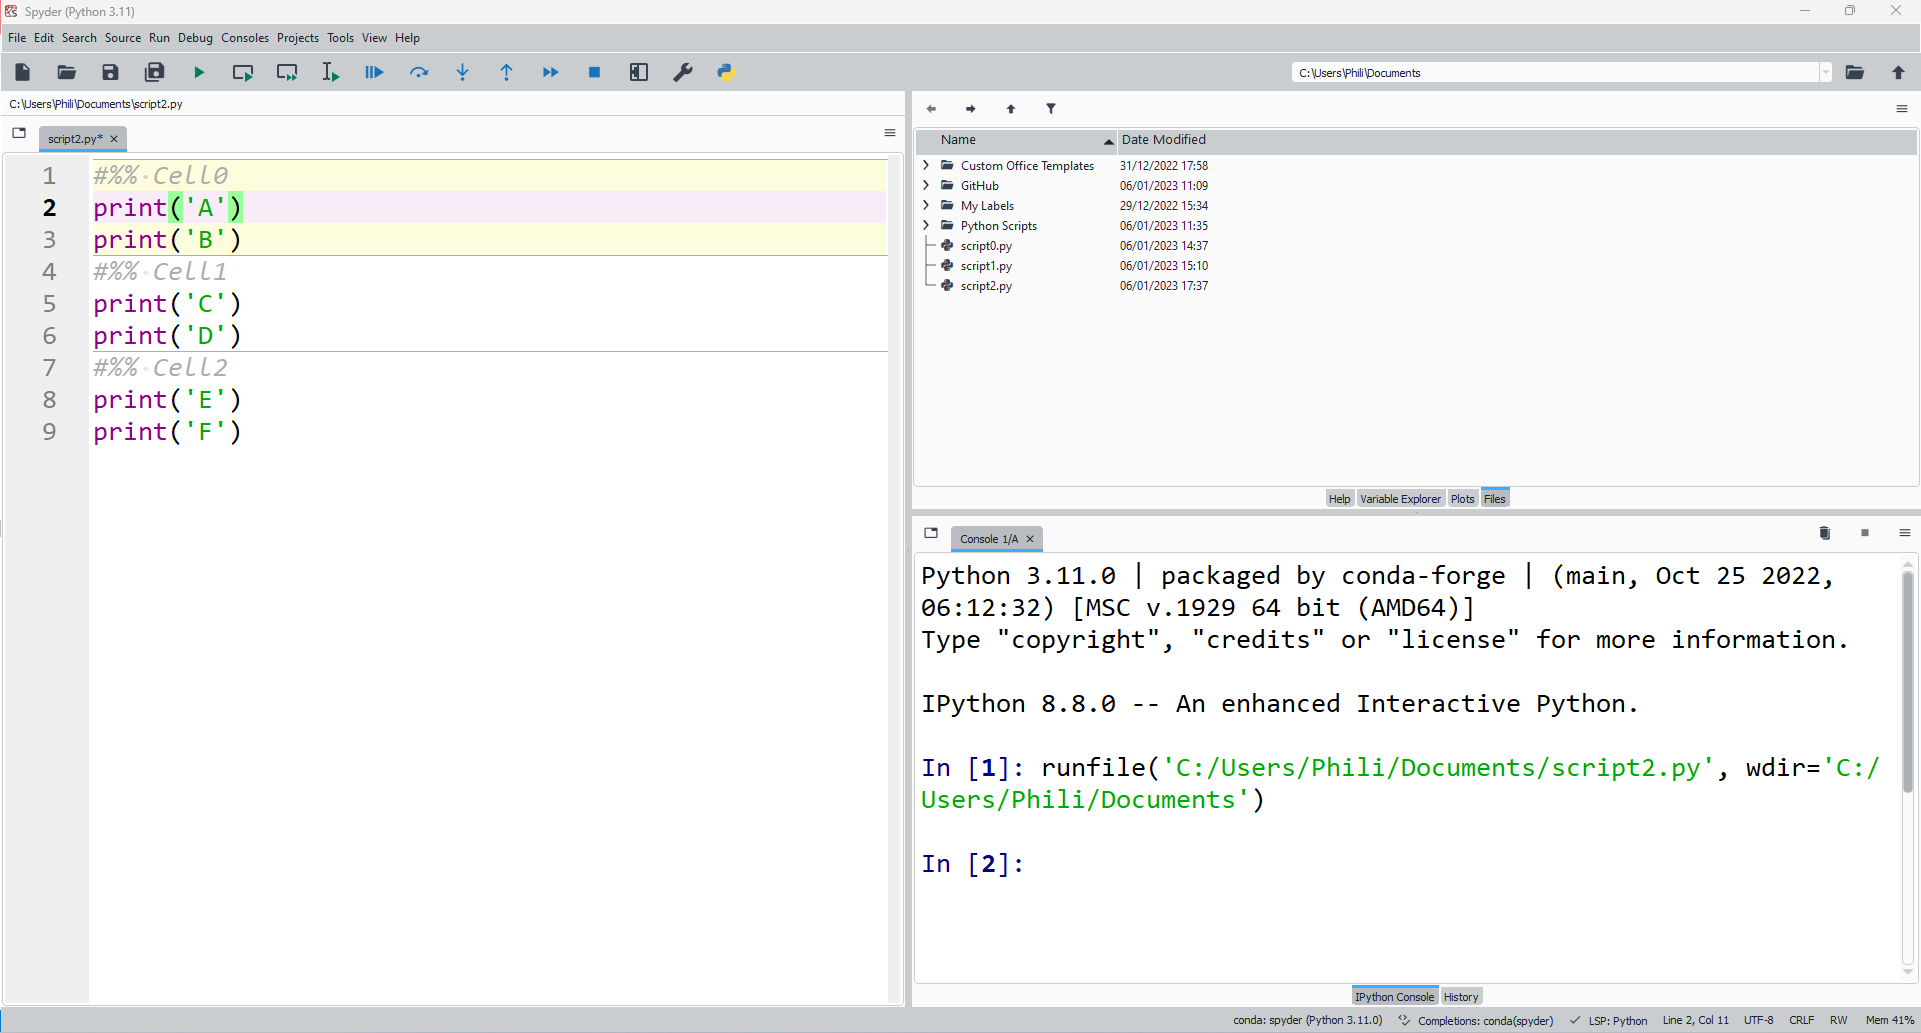 Spyder (Python 3.11)
File Edit Search Source Run Debug Consoles Projects Tools View Help
C:\Users\Phili\Documents
C:\Users\Phili\Documents\script2.py
script2.py*
1 #%% Cell0
2 print('A')
3 print('B')
4 #%% Cell1
5 print('C')
6 print('D')
7 #%% Cell2
8 print('E')
9 print('F')
Name Date Modified
Custom Office Templates 31/12/2022 17:58
GitHub 06/01/2023 11:09
My Labels 29/12/2022 15:34
Python Scripts 06/01/2023 11:35
script0.py 06/01/2023 14:37
script1.py 06/01/2023 15:10
script2.py 06/01/2023 17:37
Help Variable Explorer Plots Files
Console 1/A
Python 3.11.0 | packaged by conda-forge | (main, Oct 25 2022,
06:12:32) [MSC v.1929 64 bit (AMD64)]
Type "copyright", "credits" or "license" for more information.
IPython 8.8.0 -- An enhanced Interactive Python.
In [1]: runfile('C:/Users/Phili/Documents/script2.py', wdir='C:/
Users/Phili/Documents')
In [2]:
IPython Console History
conda: spyder (Python 3.11.0) Completions: conda(spyder) LSP: Python Line 2, Col 11 UTF-8 CRLF RW Mem 41%